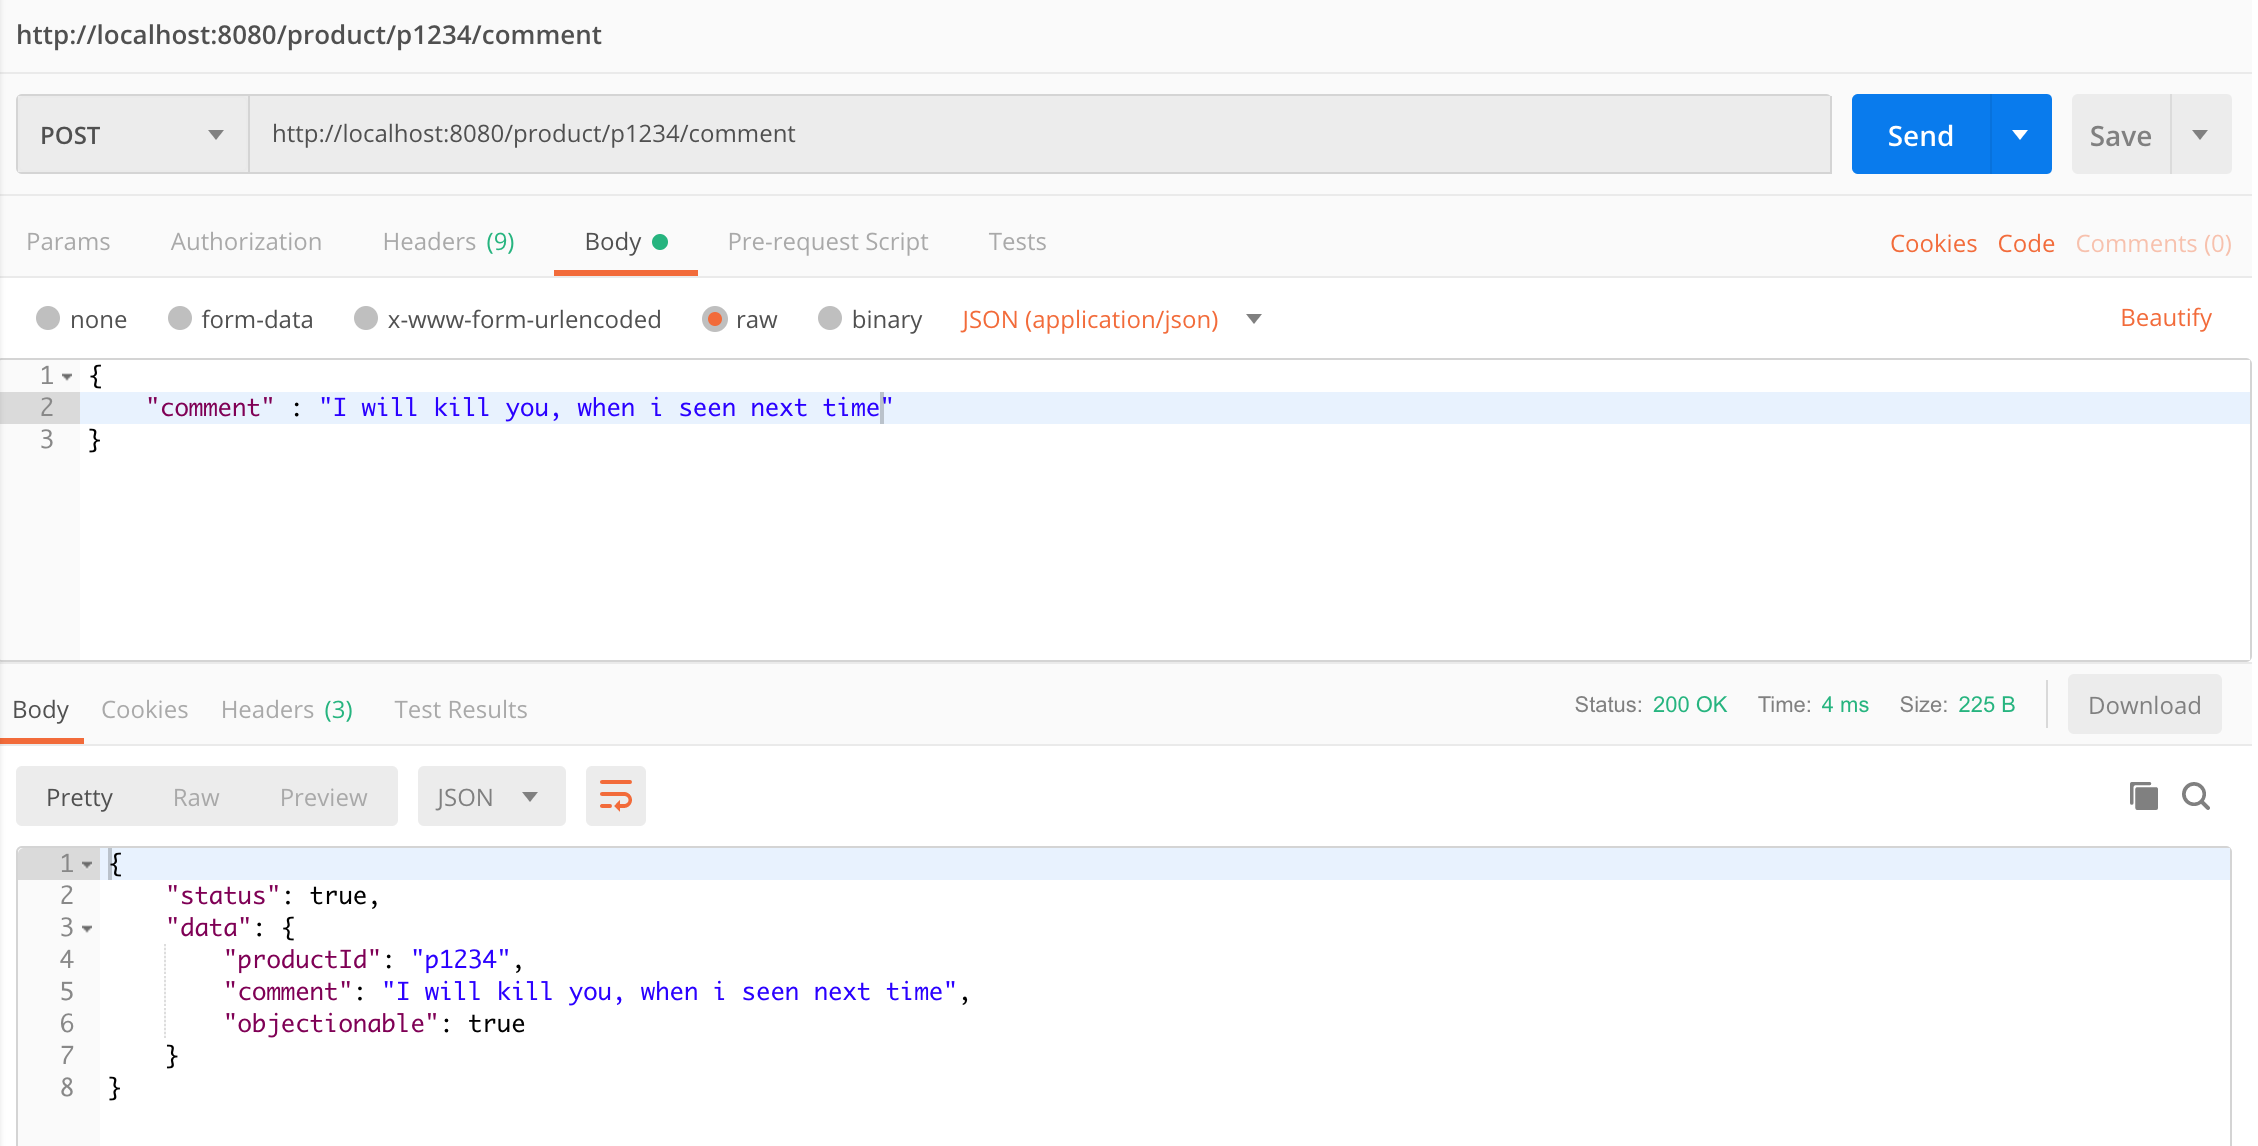 http://localhost:8080/product/p1234/comment
POST http://localhost:8080/product/p1234/comment Send Save
Params Authorization Headers (9) Body Pre-request Script Tests Cookies Code Comments (0)
none form-data x-www-form-urlencoded raw binary JSON (application/json) Beautify
1 {
2 "comment" : "I will kill you, when i seen next time"
3 }
Body Cookies Headers (3) Test Results Status: 200 OK Time: 4 ms Size: 225 B Download
Pretty Raw Preview JSON
1 {
2 "status": true,
3 "data": {
4 "productId": "p1234",
5 "comment": "I will kill you, when i seen next time",
6 "objectionable": true
7 }
8 }